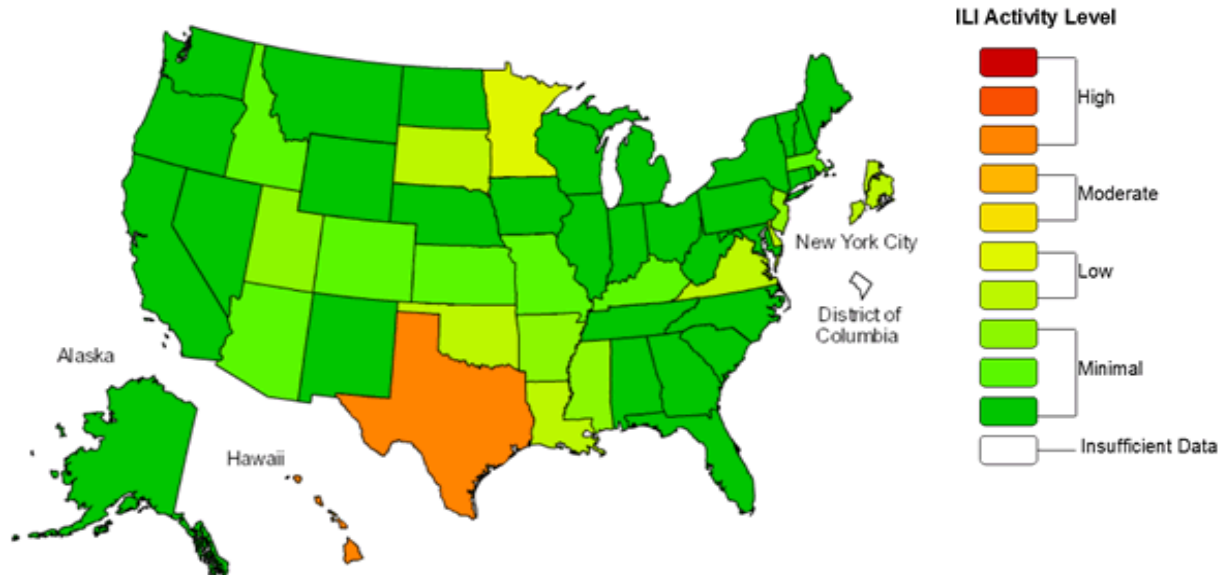 ILI Activity Level
High
Moderate
New York City
Low
District of
Columbia
Alaska
Minimal
Insufficient Data
Hawaii